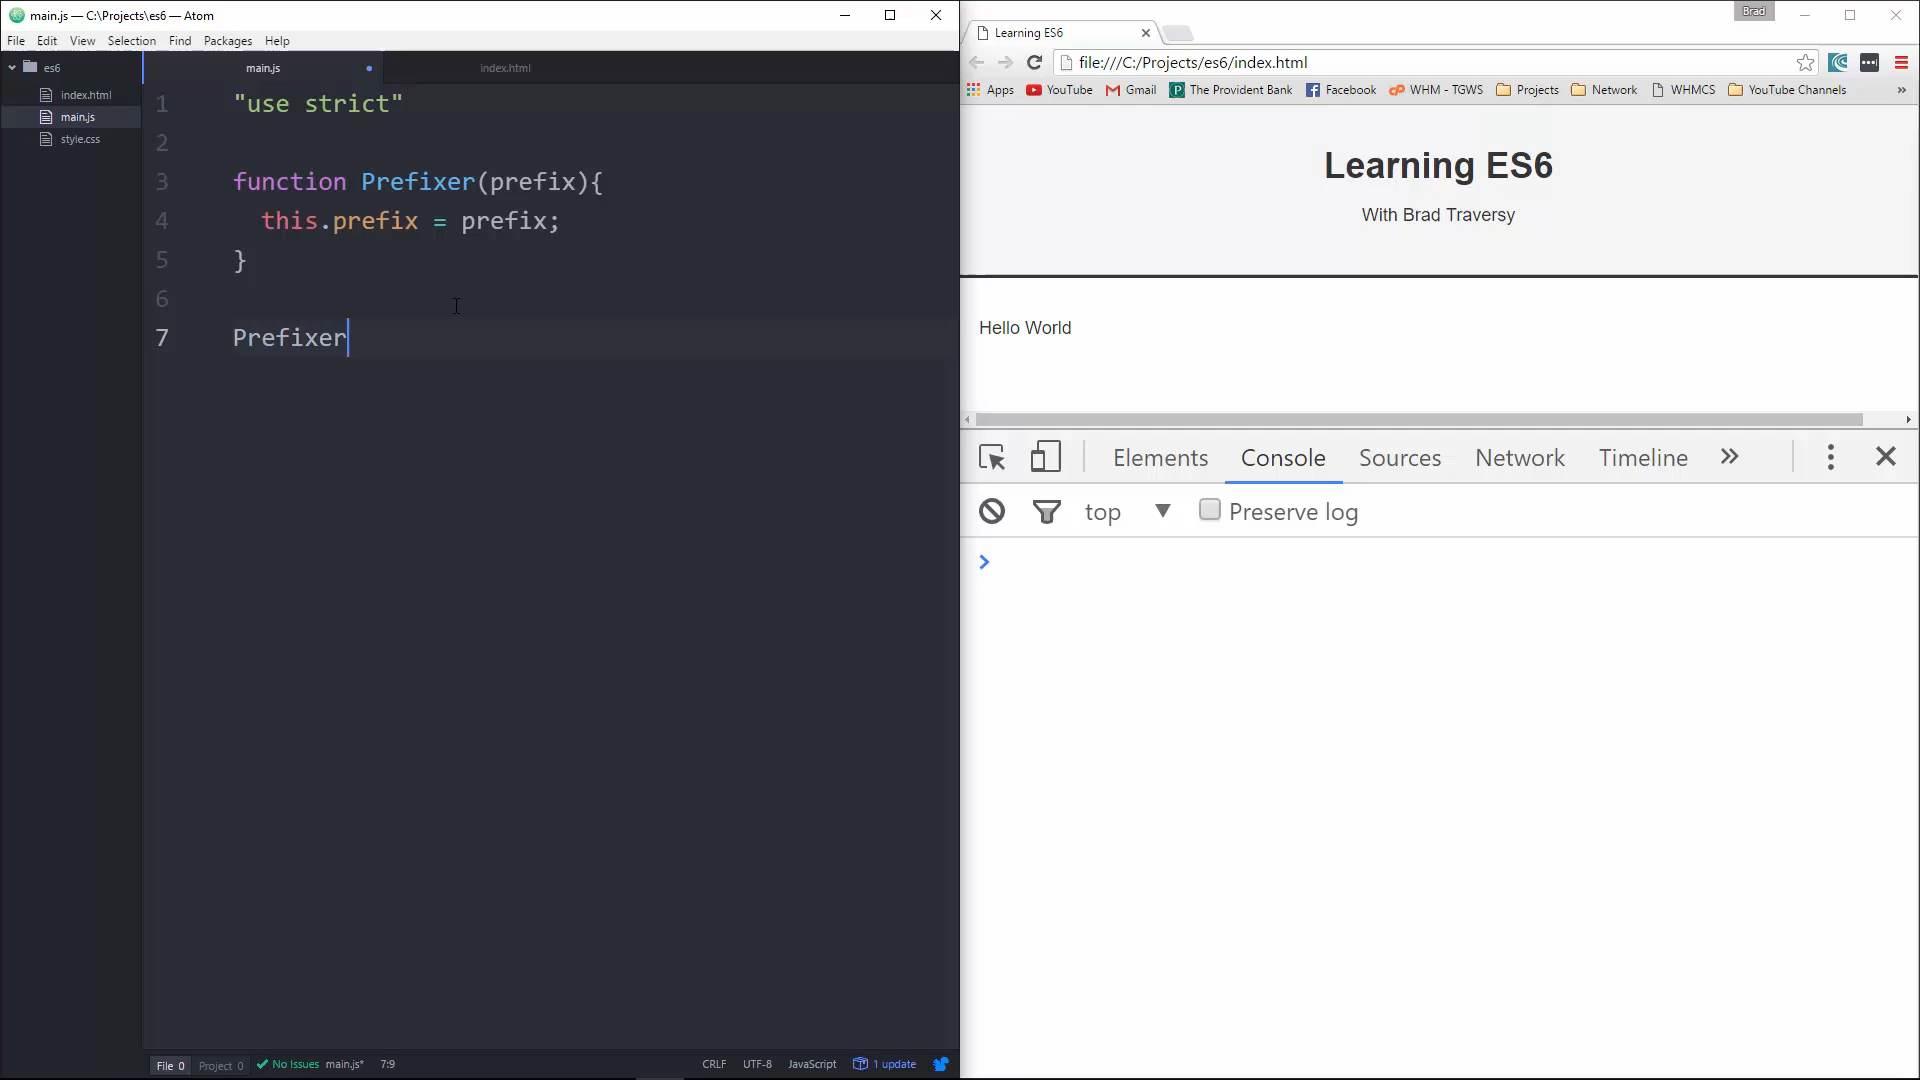 main.js — C:\Projects\es6 — Atom
File Edit View Selection Find Packages Help
es6
index.html
main.js
style.css
main.js
index.html
1 "use strict"
2
3 function Prefixer(prefix){
4 this.prefix = prefix;
5 }
6
7 Prefixer
File 0 Project 0 No Issues main.js* 7:9 CRLF UTF-8 JavaScript 1 update
Brad
Learning ES6
file:///C:/Projects/es6/index.html
Apps YouTube Gmail The Provident Bank Facebook WHM - TGWS Projects Network WHMCS YouTube Channels »
Learning ES6
With Brad Traversy
Hello World
Elements Console Sources Network Timeline »
top Preserve log
>